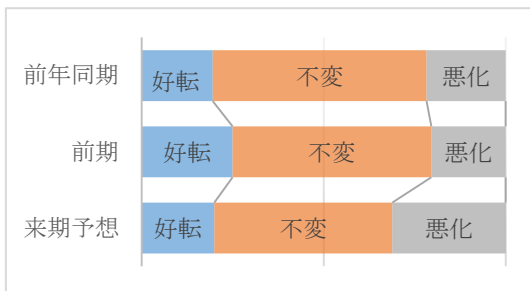 前年同期 好転 不変 悪化
前期 好転 不変 悪化
来期予想 好転 不変 悪化